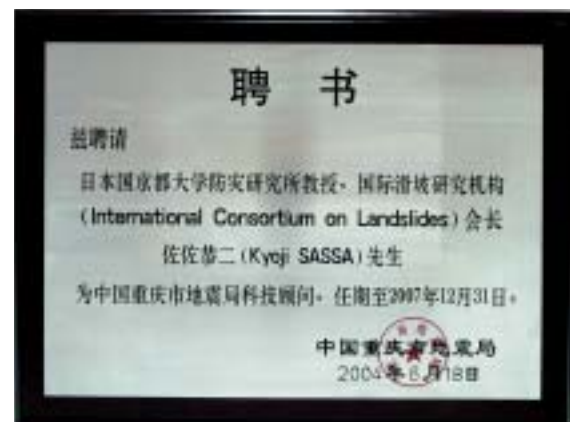 聘 书
兹聘请
日本国京都大学防灾研究所教授、国际滑坡研究机构
(International Consortium on Landslides)会长
佐佐恭二(Kyoji SASSA)先生
为中国重庆市地震局科技顾问。任期至2007年12月31日。
中国重庆市地震局
2004年6月18日